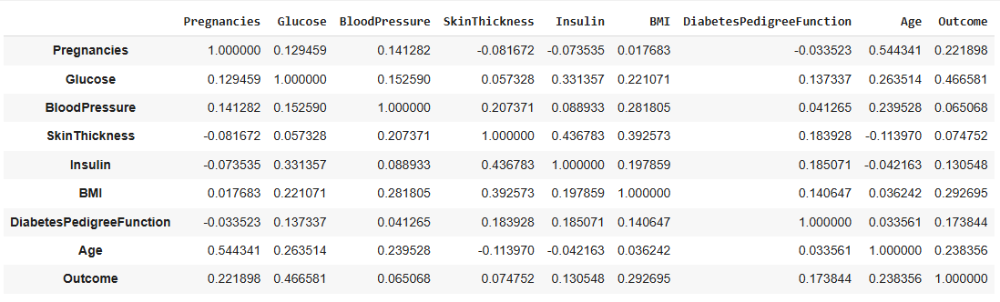 Pregnancies Glucose BloodPressure SkinThickness Insulin BMI DiabetesPedigreeFunction Age Outcome
Pregnancies 1.000000 0.129459 0.141282 -0.081672 -0.073535 0.017683 -0.033523 0.544341 0.221898
Glucose 0.129459 1.000000 0.152590 0.057328 0.331357 0.221071 0.137337 0.263514 0.466581
BloodPressure 0.141282 0.152590 1.000000 0.207371 0.088933 0.281805 0.041265 0.239528 0.065068
SkinThickness -0.081672 0.057328 0.207371 1.000000 0.436783 0.392573 0.183928 -0.113970 0.074752
Insulin -0.073535 0.331357 0.088933 0.436783 1.000000 0.197859 0.185071 -0.042163 0.130548
BMI 0.017683 0.221071 0.281805 0.392573 0.197859 1.000000 0.140647 0.036242 0.292695
DiabetesPedigreeFunction -0.033523 0.137337 0.041265 0.183928 0.185071 0.140647 1.000000 0.033561 0.173844
Age 0.544341 0.263514 0.239528 -0.113970 -0.042163 0.036242 0.033561 1.000000 0.238356
Outcome 0.221898 0.466581 0.065068 0.074752 0.130548 0.292695 0.173844 0.238356 1.000000